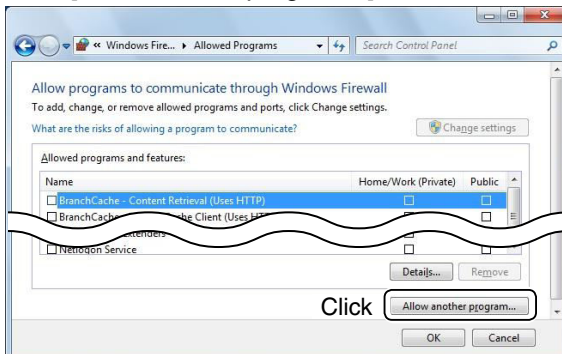 « Windows Fire... ▸ Allowed Programs
Search Control Panel
Allow programs to communicate through Windows Firewall
To add, change, or remove allowed programs and ports, click Change settings.
What are the risks of allowing a program to communicate?
Change settings
Allowed programs and features:
Name Home/Work (Private) Public
BranchCache - Content Retrieval (Uses HTTP)
BranchCache Client (Uses
Netlogon Service
Details... Remove
Click Allow another program...
OK Cancel